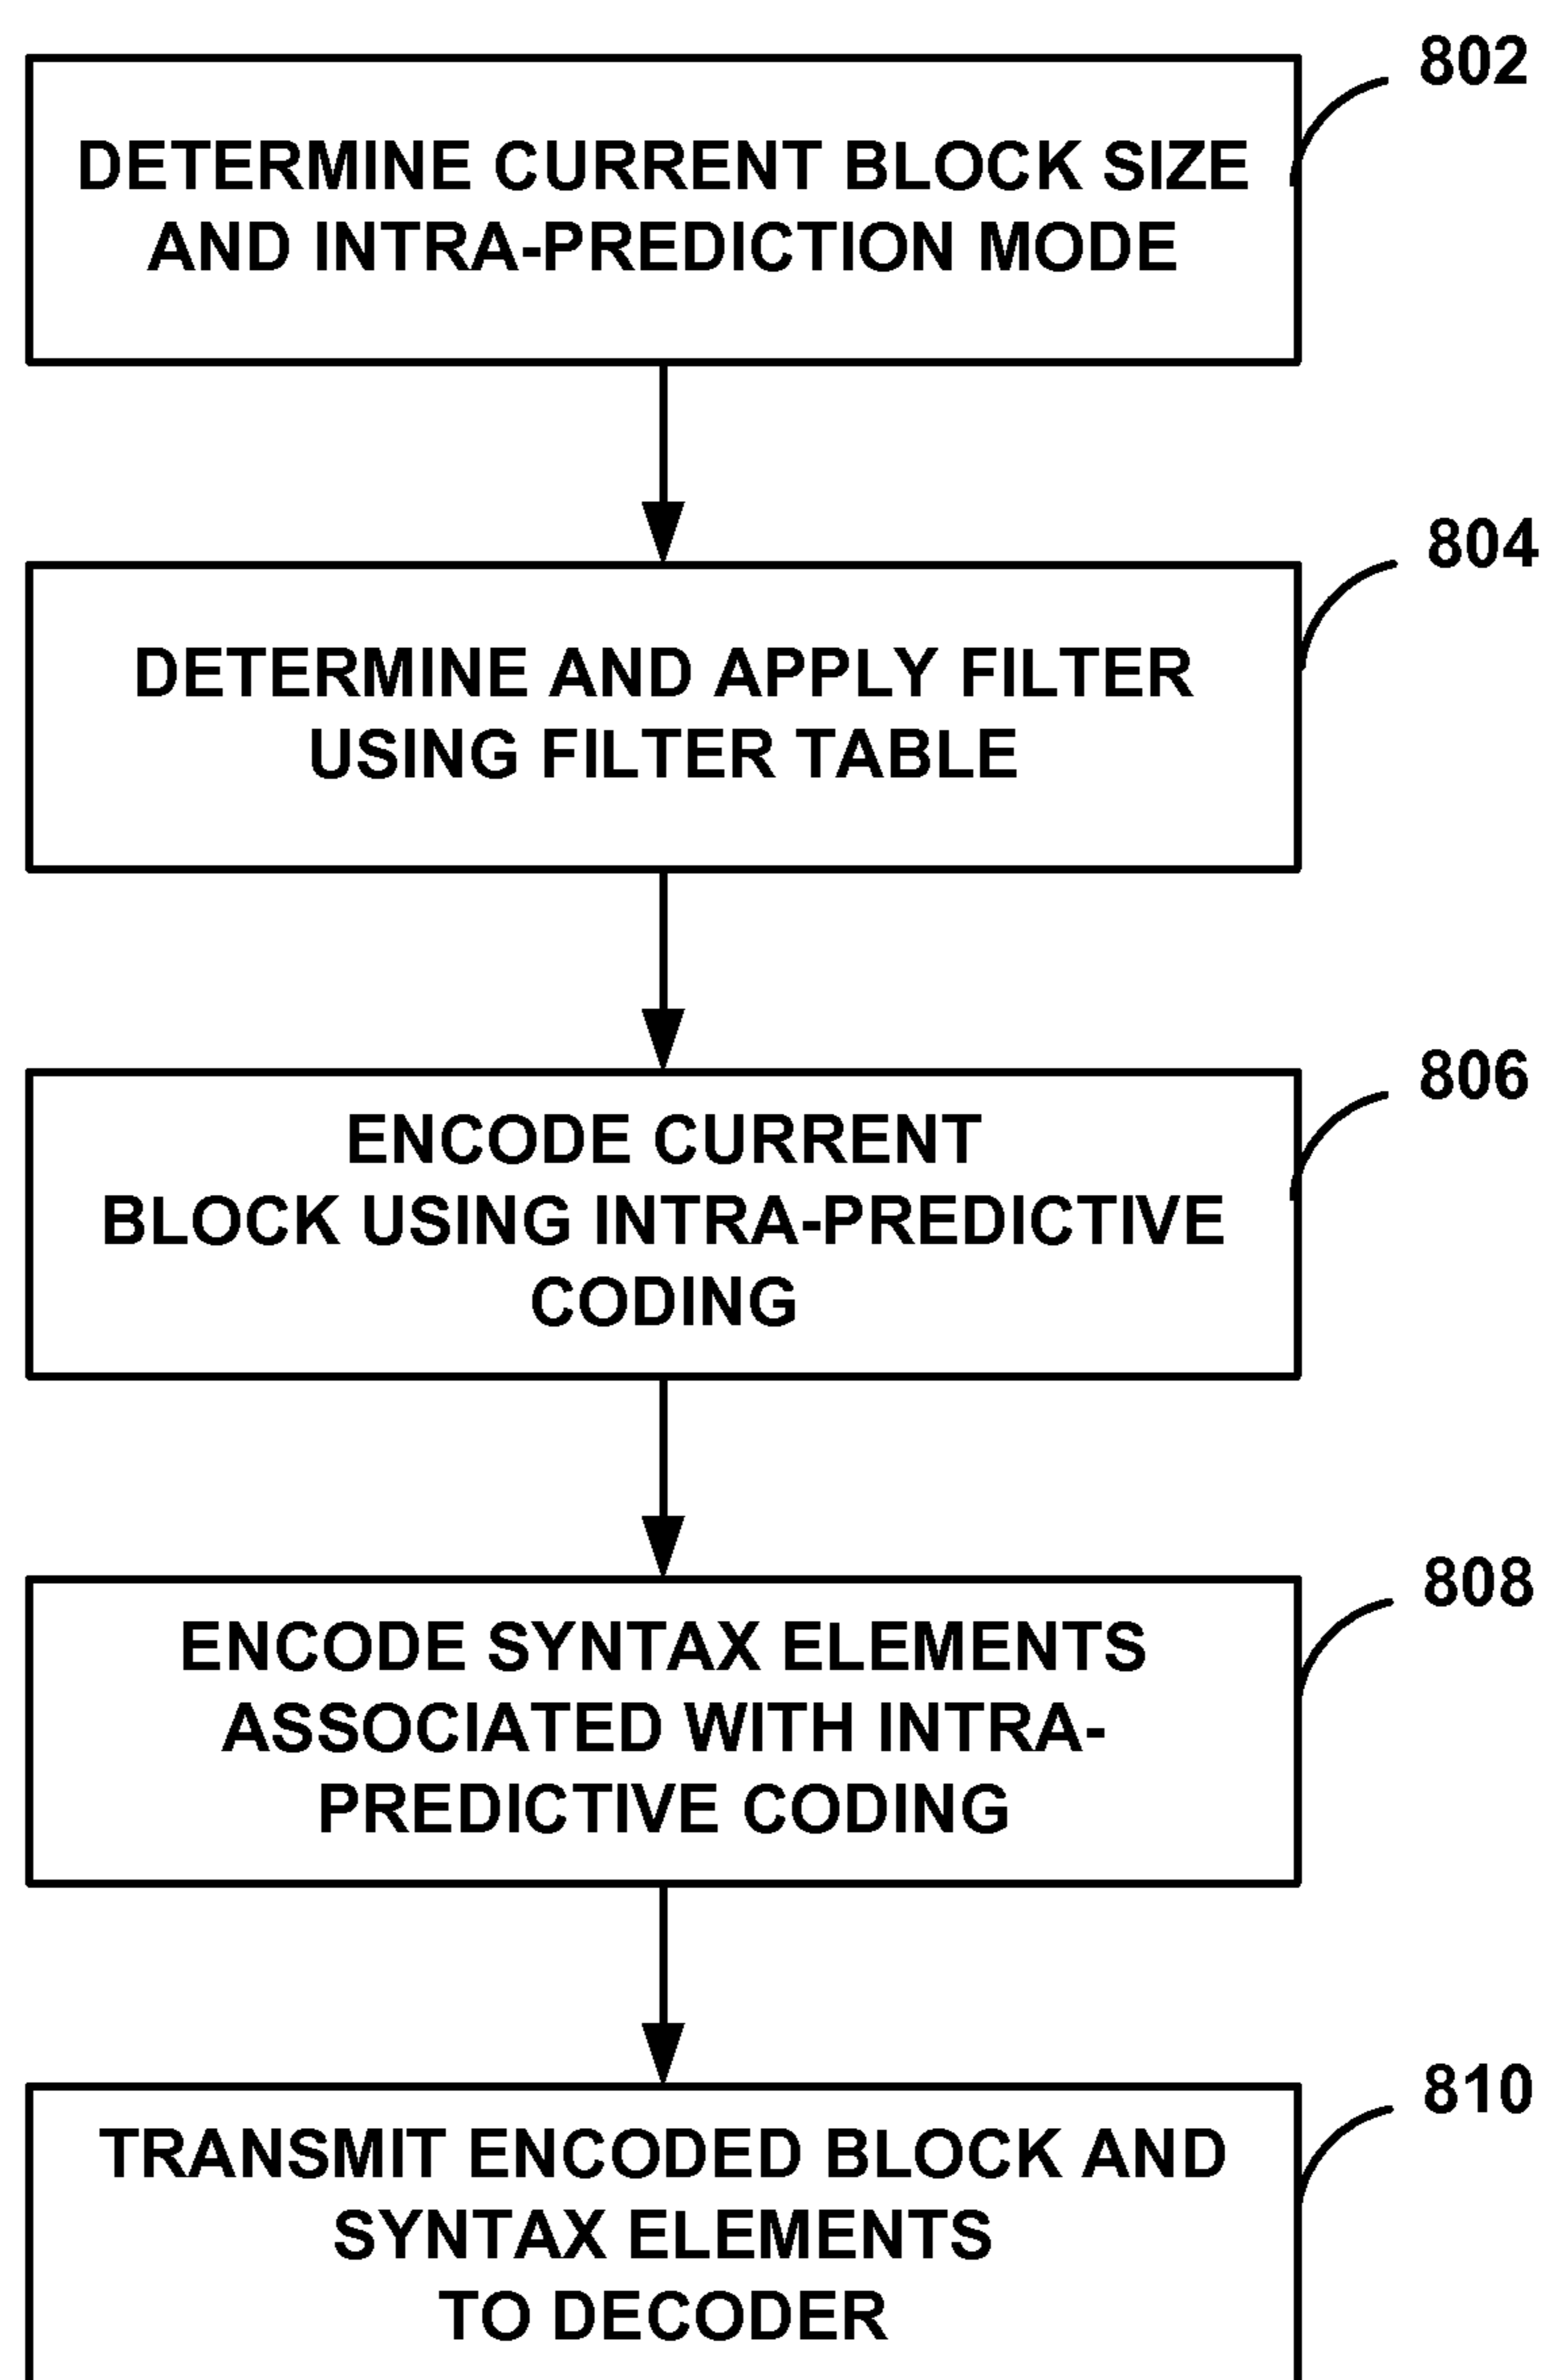 802
DETERMINE CURRENT BLOCK SIZE
AND INTRA-PREDICTION MODE
804
DETERMINE AND APPLY FILTER
USING FILTER TABLE
806
ENCODE CURRENT
BLOCK USING INTRA-PREDICTIVE
CODING
808
ENCODE SYNTAX ELEMENTS
ASSOCIATED WITH INTRA-
PREDICTIVE CODING
810
TRANSMIT ENCODED BLOCK AND
SYNTAX ELEMENTS
TO DECODER